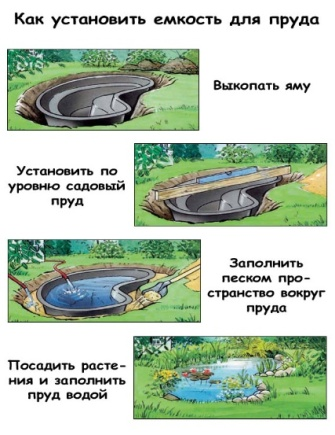 Как установить емкость для пруда
Выкопать яму
Установить по
уровню садовый
пруд
Заполнить
песком про-
странство вокруг
пруда
Посадить расте-
ния и заполнить
пруд водой